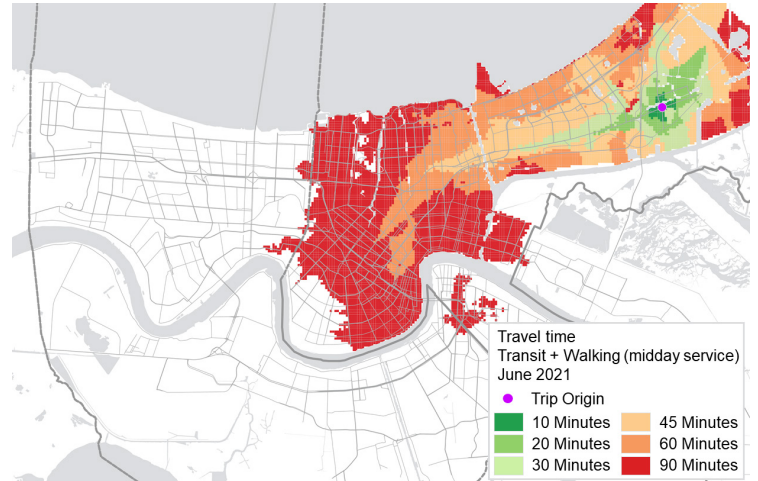 Travel time
Transit + Walking (midday service)
June 2021
Trip Origin
10 Minutes 45 Minutes
20 Minutes 60 Minutes
30 Minutes 90 Minutes